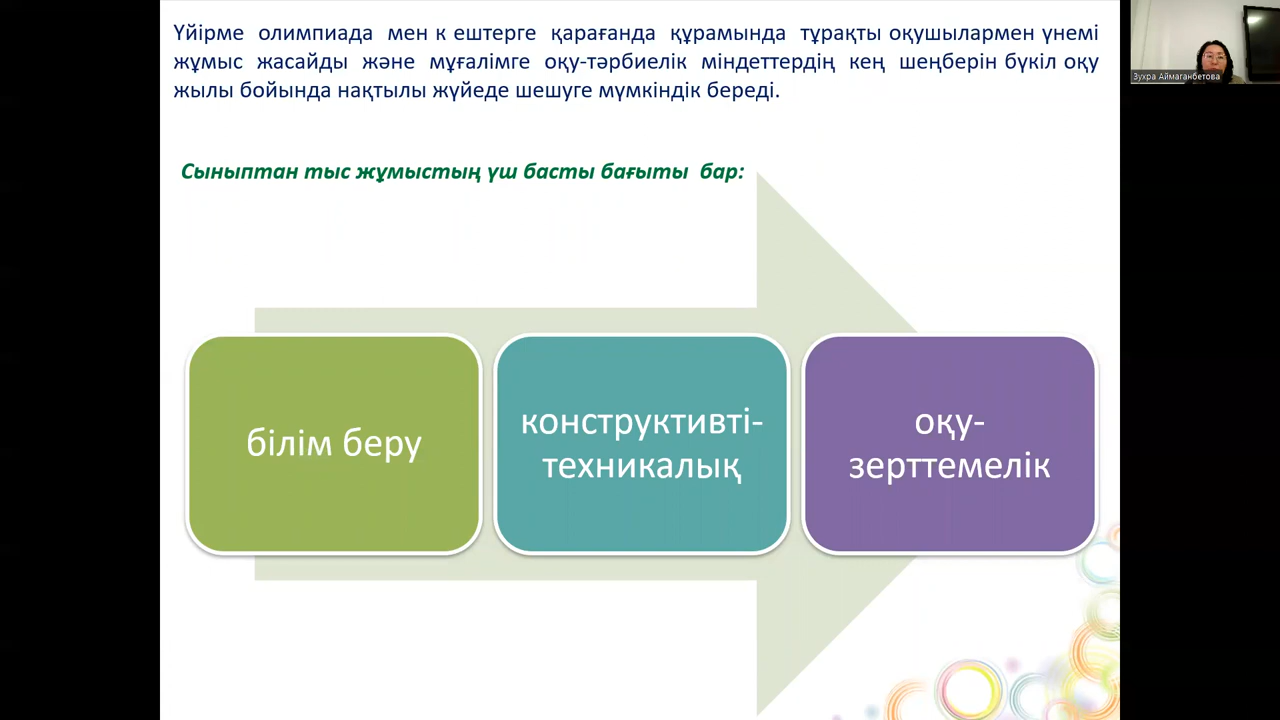 Үйірме олимпиада мен к ештерге қарағанда құрамында тұрақты оқушылармен үнемі
жұмыс жасайды және мұғалімге оқу-тәрбиелік міндеттердің кең шеңберін бүкіл оқу
жылы бойында нақтылы жүйеде шешуге мүмкіндік береді.
Сыныптан тыс жұмыстың үш басты бағыты бар:
білім беру
конструктивті-
техникалық
оқу-
зерттемелік
Зухра Аймаганбетова